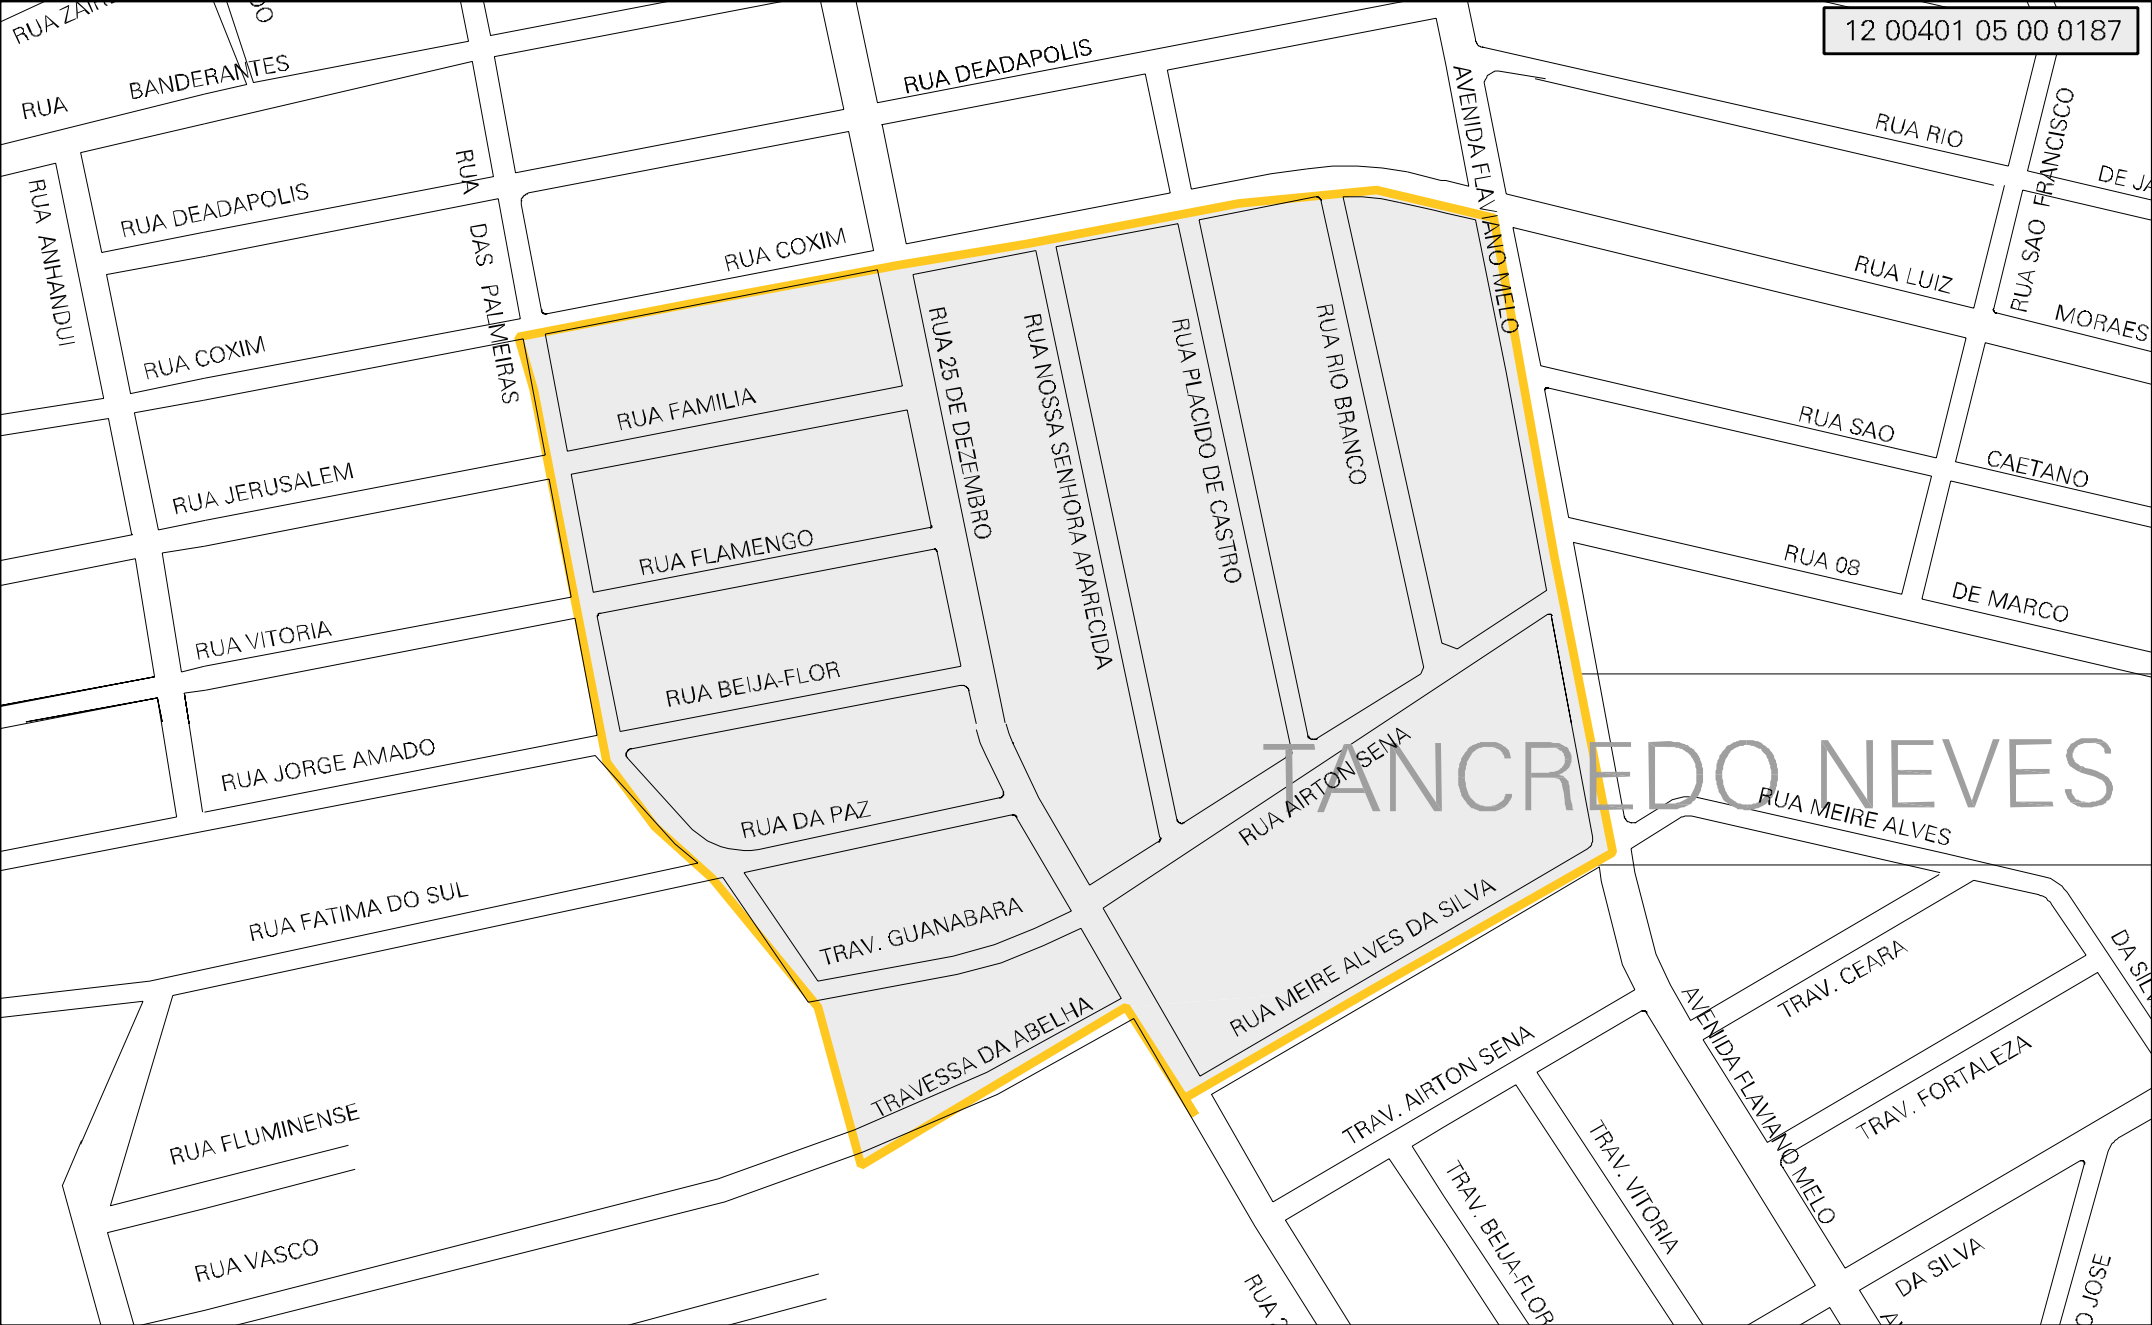 12 00401 05 00 0187
RUA
BANDERANTES
RUA DEADAPOLIS
RUA RIO
RUA SAO FRANCISCO
RUA ANHANDUI
RUA DEADAPOLIS
RUA DAS PALMEIRAS
RUA COXIM
AVENIDA FLAVIANO MELO
RUA LUIZ
MORAES
RUA COXIM
RUA FAMILIA
RUA 25 DE DEZEMBRO
RUA NOSSA SENHORA APARECIDA
RUA PLACIDO DE CASTRO
RUA RIO BRANCO
RUA SAO
CAETANO
RUA JERUSALEM
RUA FLAMENGO
RUA 08
DE MARCO
RUA VITORIA
RUA BEIJA-FLOR
RUA JORGE AMADO
RUA DA PAZ
RUA AIRTON SENA
TANCREDO NEVES
RUA MEIRE ALVES
RUA FATIMA DO SUL
TRAV. GUANABARA
RUA MEIRE ALVES DA SILVA
TRAV. CEARA
TRAVESSA DA ABELHA
TRAV. AIRTON SENA
AVENIDA FLAVIANO MELO
TRAV. FORTALEZA
RUA FLUMINENSE
TRAV. VITORIA
TRAV. BEIJA-FLOR
RUA VASCO
DA SILVA
RUA
JOSE